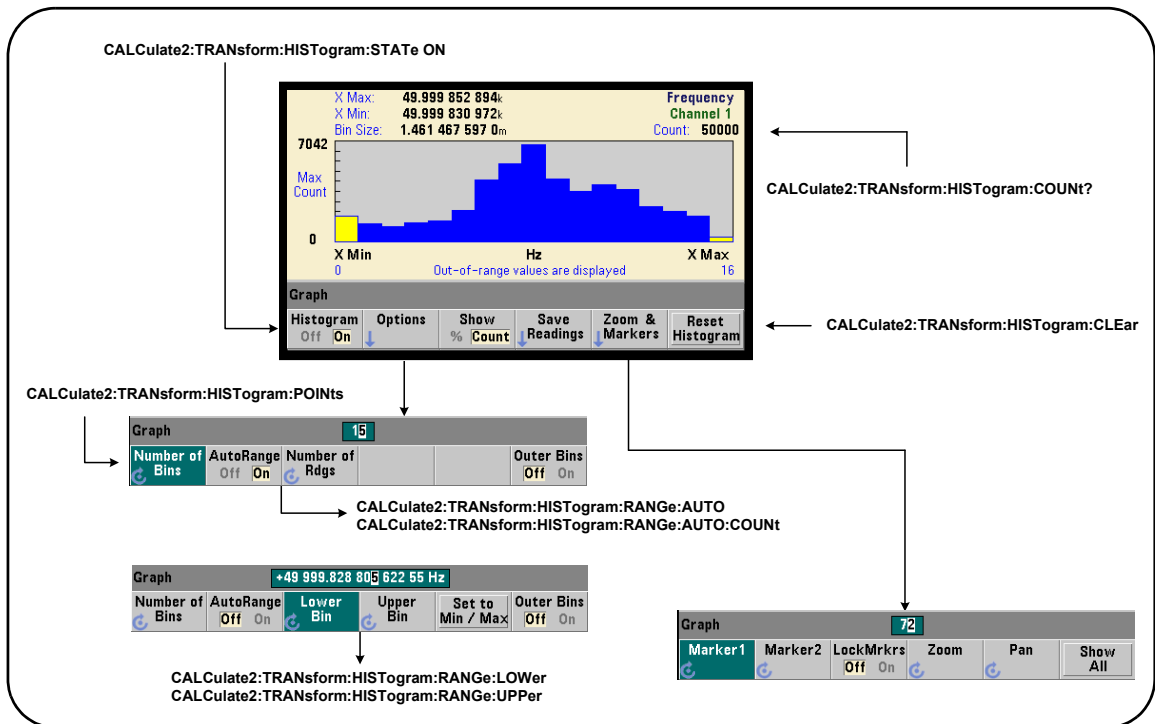 CALCulate2:TRANsform:HISTogram:STATe ON
X Max: 49.999 852 894k Frequency
X Min: 49.999 830 972k Channel 1
Bin Size: 1.461 467 597 0m Count: 50000
7042
Max
Count
0
X Min Hz X Max
0 Out-of-range values are displayed 16
CALCulate2:TRANsform:HISTogram:COUNt?
Graph
Histogram Options Show Save Zoom & Reset
Off On % Count Readings Markers Histogram
CALCulate2:TRANsform:HISTogram:CLEar
CALCulate2:TRANsform:HISTogram:POINts
Graph 15
Number of AutoRange Number of Outer Bins
Bins Off On Rdgs Off On
CALCulate2:TRANsform:HISTogram:RANGe:AUTO
CALCulate2:TRANsform:HISTogram:RANGe:AUTO:COUNt
Graph +49 999.828 805 622 55 Hz
Number of AutoRange Lower Upper Set to Outer Bins
Bins Off On Bin Bin Min / Max Off On
CALCulate2:TRANsform:HISTogram:RANGe:LOWer
CALCulate2:TRANsform:HISTogram:RANGe:UPPer
Graph 72
Marker1 Marker2 LockMrkrs Zoom Pan Show
Off On All